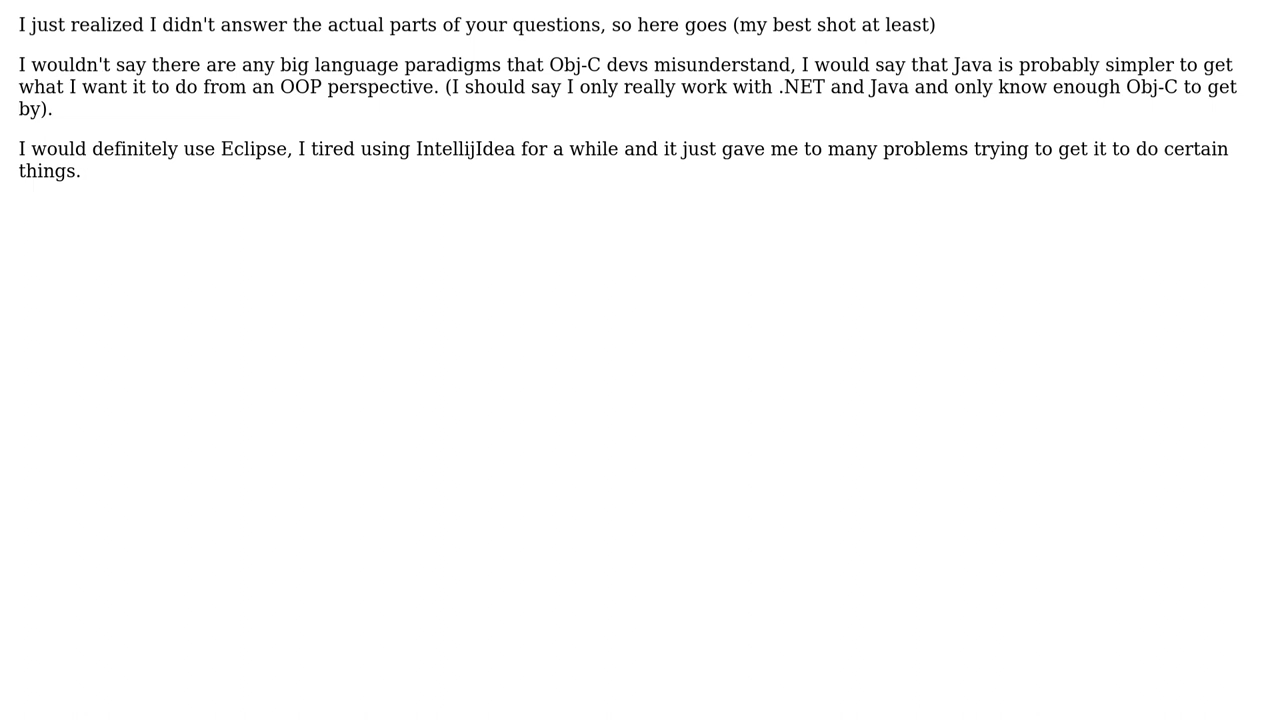 I just realized I didn't answer the actual parts of your questions, so here goes (my best shot at least)
I wouldn't say there are any big language paradigms that Obj-C devs misunderstand, I would say that Java is probably simpler to get
what I want it to do from an OOP perspective. (I should say I only really work with .NET and Java and only know enough Obj-C to get
by).
I would definitely use Eclipse, I tired using IntellijIdea for a while and it just gave me to many problems trying to get it to do certain
things.